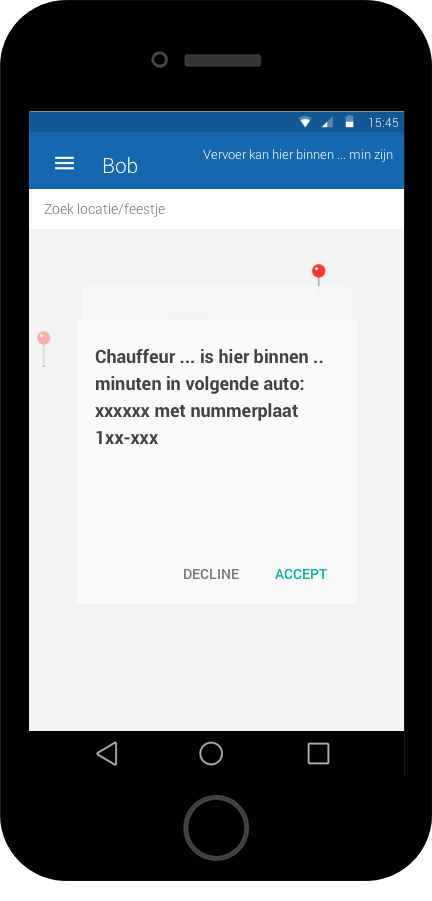 15:45
Bob
Vervoer kan hier binnen ... min zijn
Zoek locatie/feestje
Chauffeur ... is hier binnen ..
minuten in volgende auto:
xxxxxx met nummerplaat
1xx-xxx
DECLINE ACCEPT